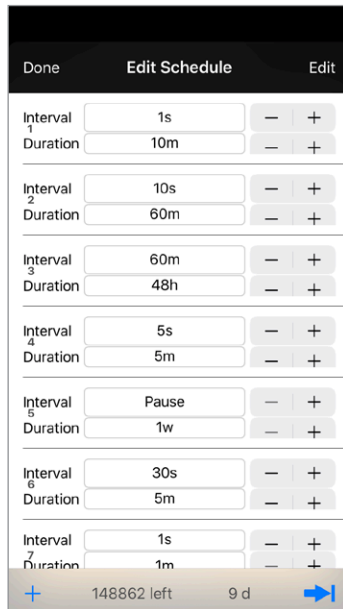 Done Edit Schedule Edit
Interval 1s − +
1
Duration 10m − +
Interval 10s − +
2
Duration 60m − +
Interval 60m − +
3
Duration 48h − +
Interval 5s − +
4
Duration 5m − +
Interval Pause − +
5
Duration 1w − +
Interval 30s − +
6
Duration 5m − +
Interval 1s − +
7
Duration 1m − +
+ 148862 left 9 d